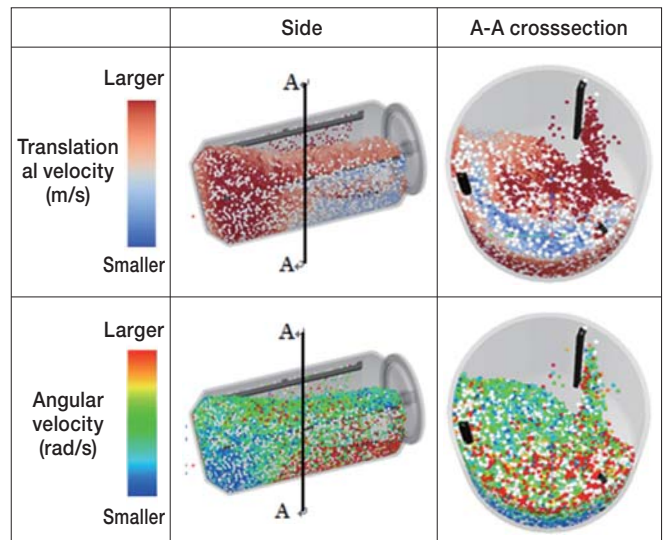 Side
A-A crosssection
Larger
Translation
al velocity
(m/s)
Smaller
A
A
Larger
Angular
velocity
(rad/s)
Smaller
A
A